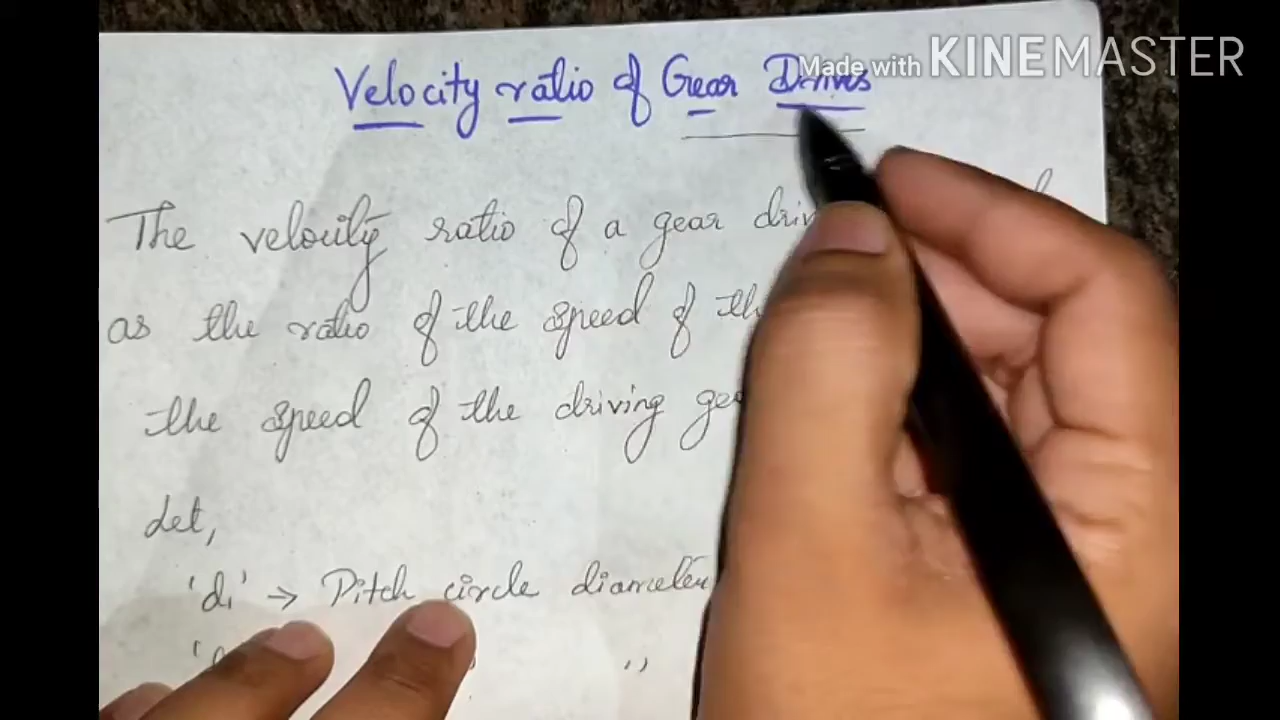 Made with KINEMASTER
Velocity ratio of Gear Drives
The velocity ratio of a gear
as the ratio of the speed of
the speed of the driving
Let,
'd1' → Pitch circle diameter
"